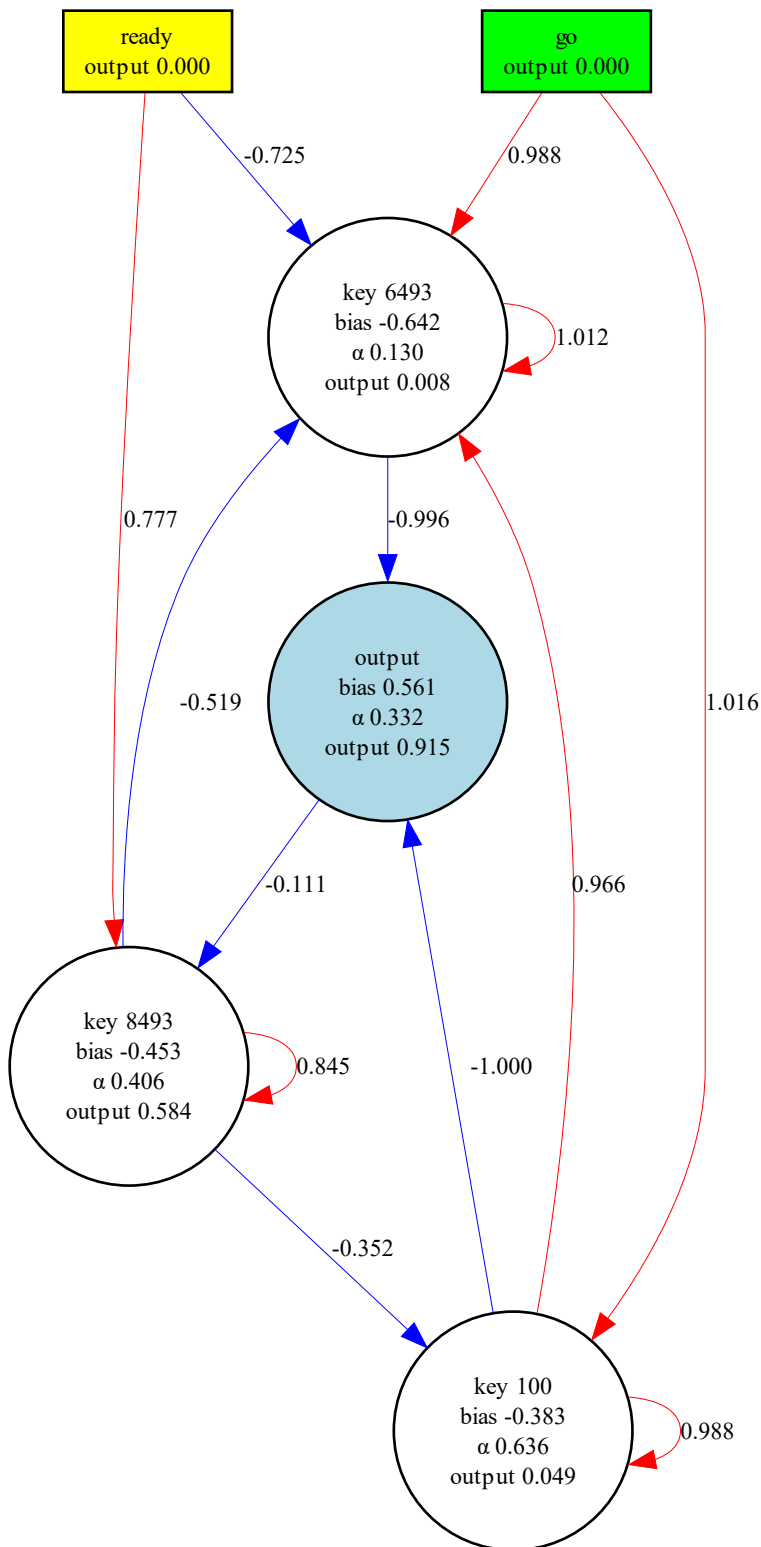 ready
output 0.000
go
output 0.000
-0.725
0.988
key 6493
bias -0.642
α 0.130
output 0.008
1.012
0.777
-0.996
-0.519
output
bias 0.561
α 0.332
output 0.915
1.016
-0.111
0.966
key 8493
bias -0.453
α 0.406
output 0.584
0.845
-1.000
-0.352
key 100
bias -0.383
α 0.636
output 0.049
0.988